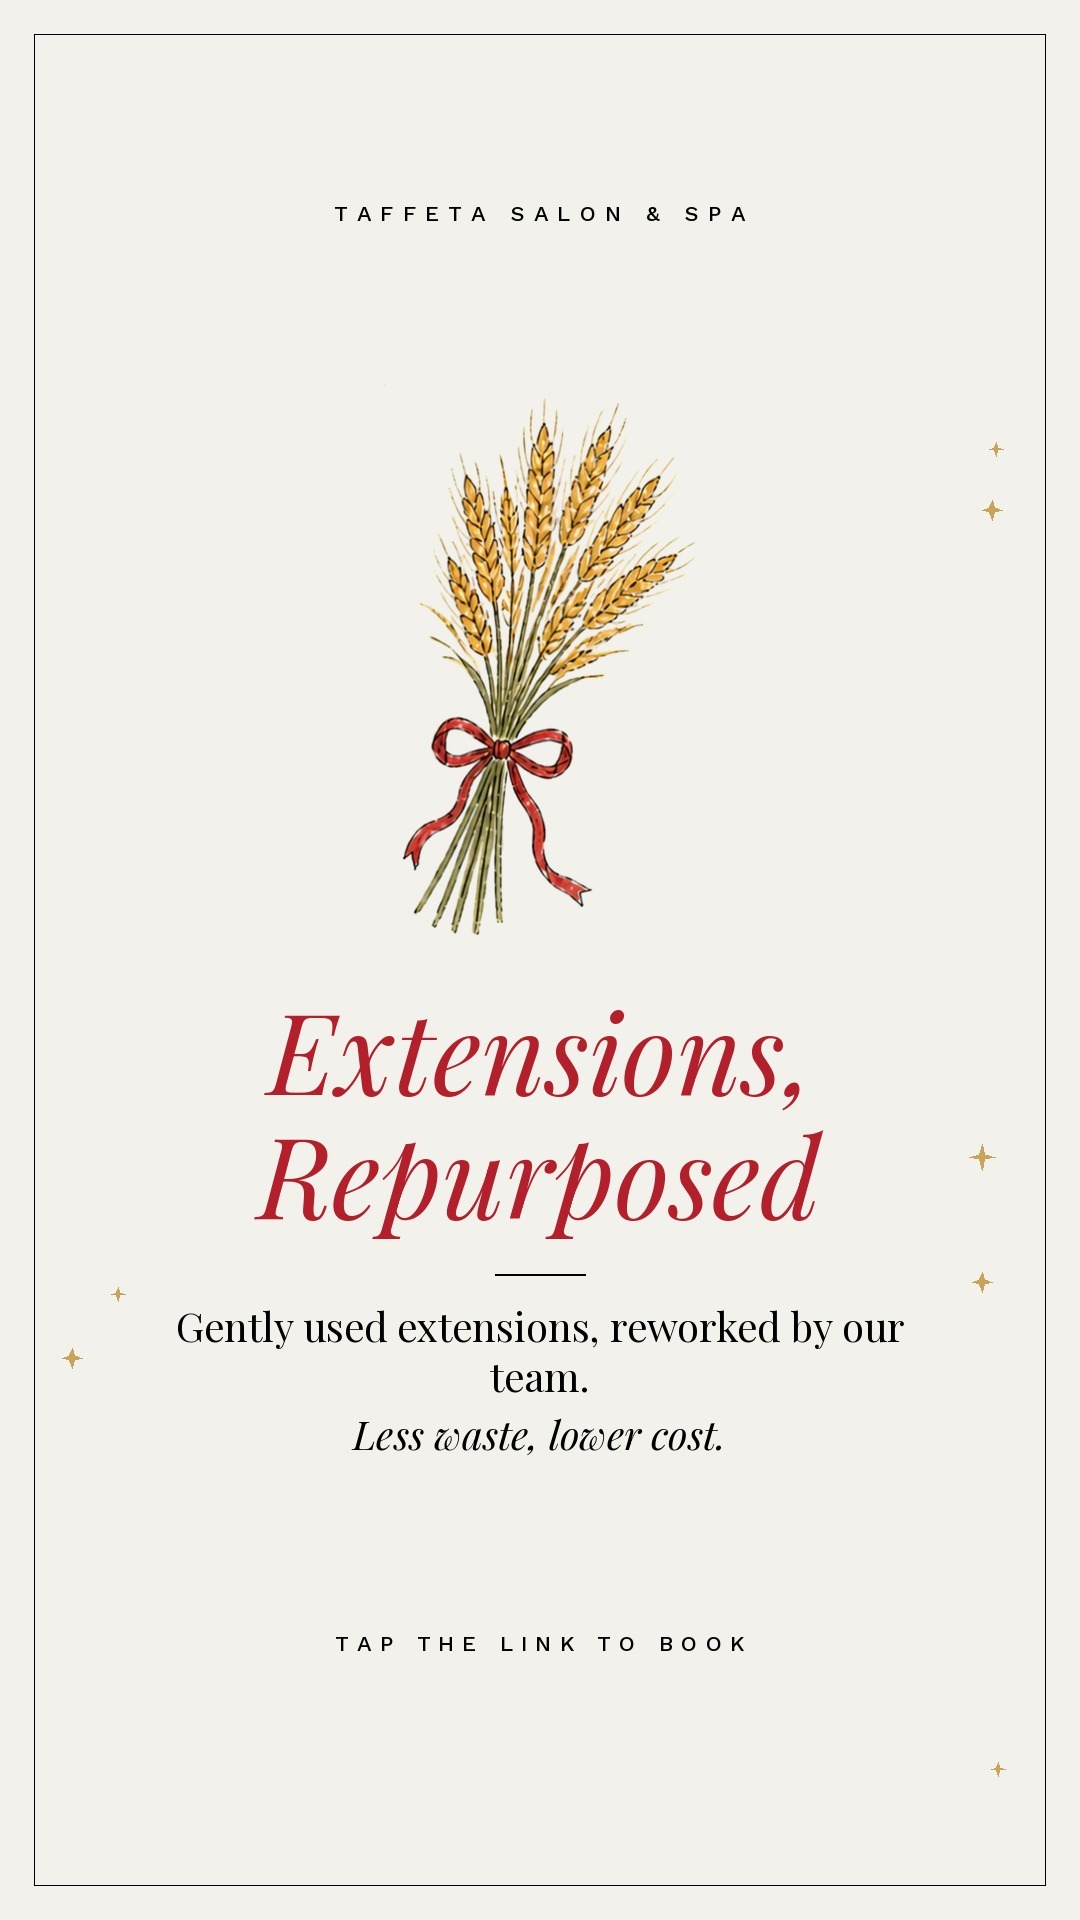 TAFFETA SALON & SPA
Extensions,
Repurposed
Gently used extensions, reworked by our
team.
Less waste, lower cost.
TAP THE LINK TO BOOK